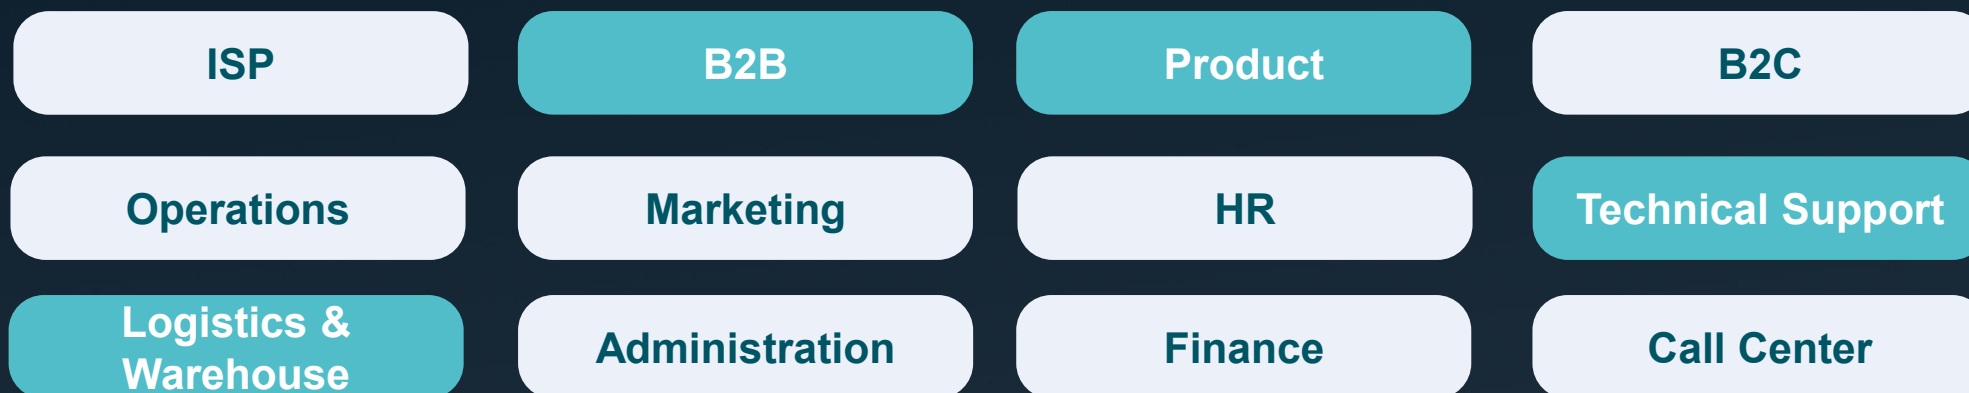 ISP
B2B
Product
B2C
Operations
Marketing
HR
Technical Support
Logistics &
Warehouse
Administration
Finance
Call Center